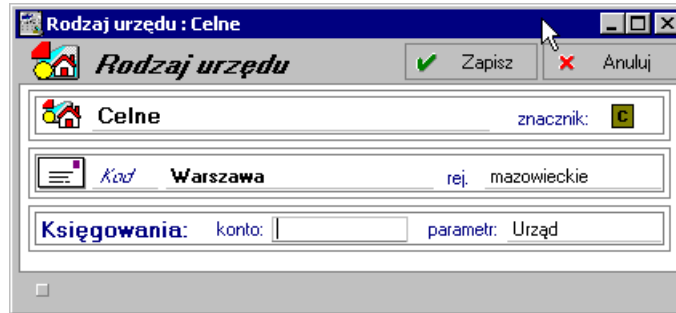 Rodzaj urzędu : Celne
Rodzaj urzędu Zapisz Anuluj
Celne znacznik: C
Kod Warszawa rej. mazowieckie
Księgowania: konto: parametr: Urząd